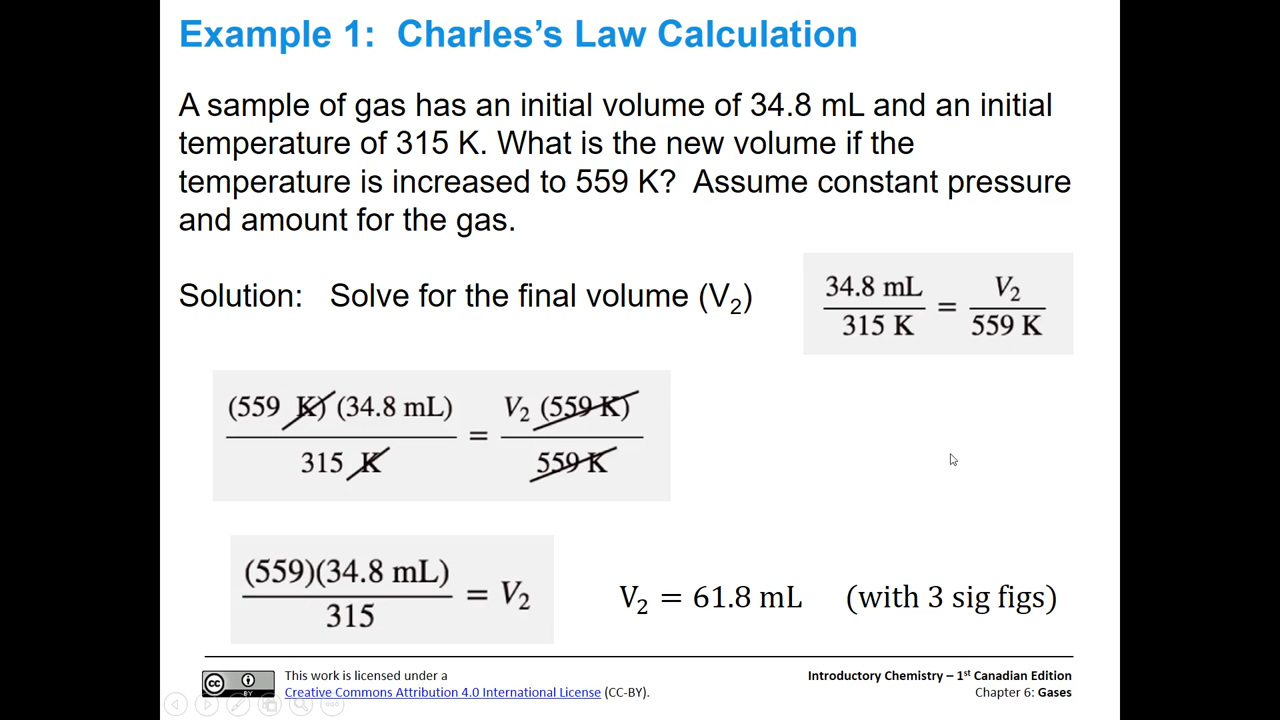 Example 1: Charles's Law Calculation
A sample of gas has an initial volume of 34.8 mL and an initial
temperature of 315 K. What is the new volume if the
temperature is increased to 559 K? Assume constant pressure
and amount for the gas.
Solution: Solve for the final volume (V₂)
34.8 mL / 315 K = V₂ / 559 K
(559 K) (34.8 mL) / 315 K = V₂ (559 K) / 559 K
(559)(34.8 mL) / 315 = V₂
V₂ = 61.8 mL (with 3 sig figs)
cc BY
This work is licensed under a
Creative Commons Attribution 4.0 International License (CC-BY).
Introductory Chemistry – 1st Canadian Edition
Chapter 6: Gases